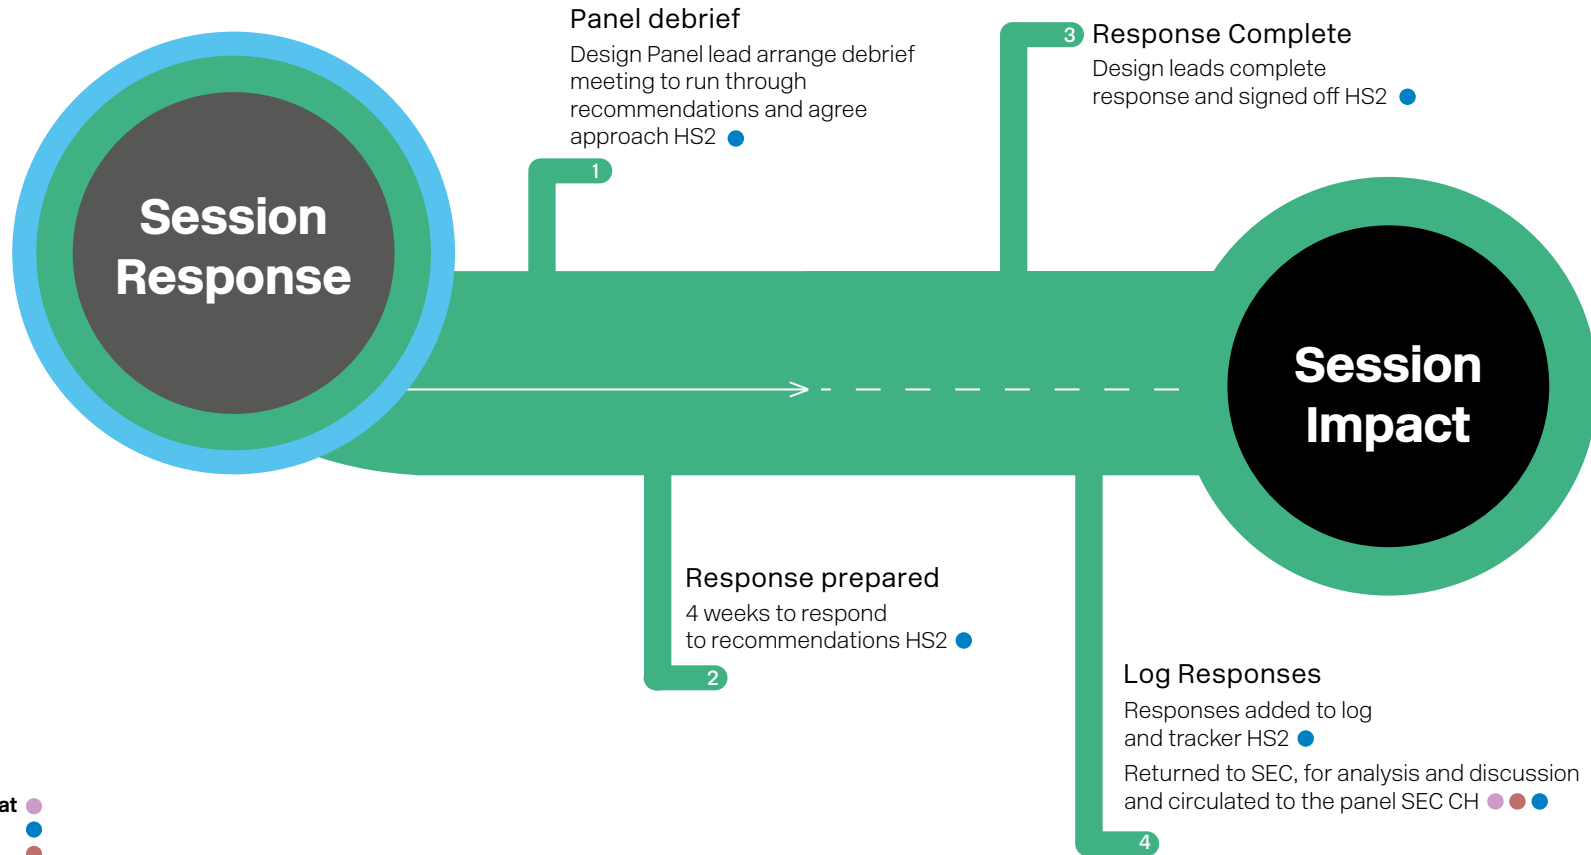 Panel debrief
Design Panel lead arrange debrief
meeting to run through
recommendations and agree
approach HS2
1
3
Response Complete
Design leads complete
response and signed off HS2
Session
Response
Session
Impact
Response prepared
4 weeks to respond
to recommendations HS2
2
Log Responses
Responses added to log
and tracker HS2
Returned to SEC, for analysis and discussion
and circulated to the panel SEC CH
4
at